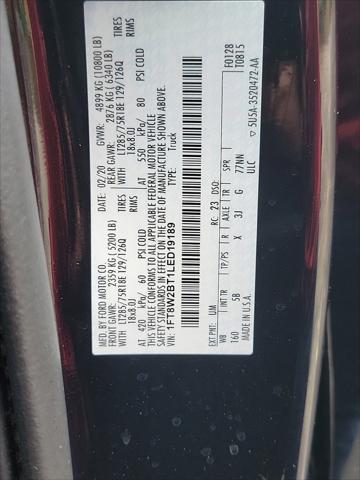 MFD. BY FORD MOTOR CO.
DATE: 02/20 GVWR: 4899 KG (10800 LB)
FRONT GAWR: 2359 KG (5200 LB) REAR GAWR: 2876 KG (6340 LB)
WITH LT285/75R18E 129/126Q WITH LT285/75R18E 129/126Q
18x8.0J RIMS 18x8.0J RIMS
AT 420 kPa/ 60 PSI COLD AT 550 kPa/ 80 PSI COLD
THIS VEHICLE CONFORMS TO ALL APPLICABLE FEDERAL MOTOR VEHICLE
SAFETY STANDARDS IN EFFECT ON THE DATE OF MANUFACTURE SHOWN ABOVE.
VIN: 1FT8W2BT1LED19189
TYPE: Truck
F0128
T0815
EXT PNT: UM RC: 23 DSO:
WB INT TR TP/PS R AXLE TR SPR
160 5B X 3J G 77NN
ULC
MADE IN U.S.A.
▽ 5U5A-3520472-AA